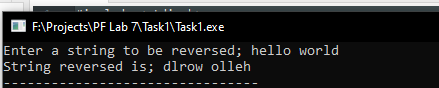 F:\Projects\PF Lab 7\Task1\Task1.exe
Enter a string to be reversed; hello world
String reversed is; dlrow olleh
--------------------------------